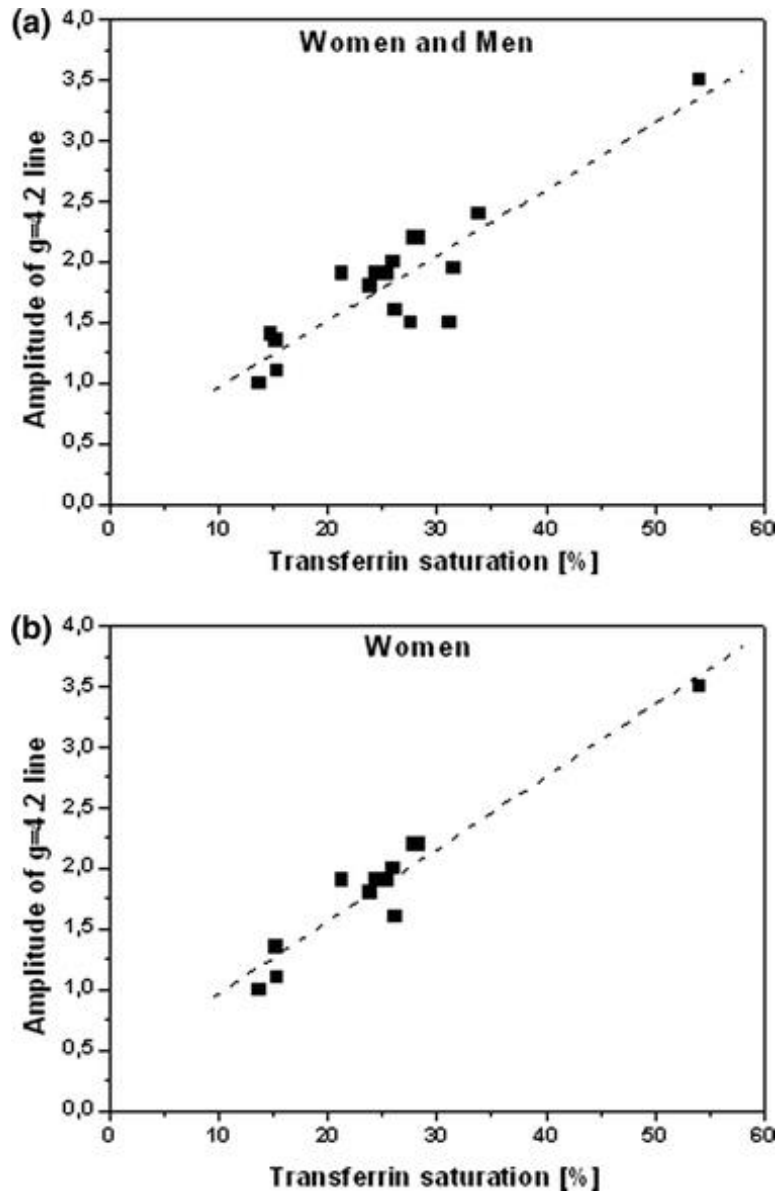 (a)
Women and Men
4,0
3,5
3,0
2,5
2,0
1,5
1,0
0,5
0,0
Amplitude of g=4.2 line
0 10 20 30 40 50 60
Transferrin saturation [%]
(b)
Women
4,0
3,5
3,0
2,5
2,0
1,5
1,0
0,5
0,0
Amplitude of g=4.2 line
0 10 20 30 40 50 60
Transferrin saturation [%]